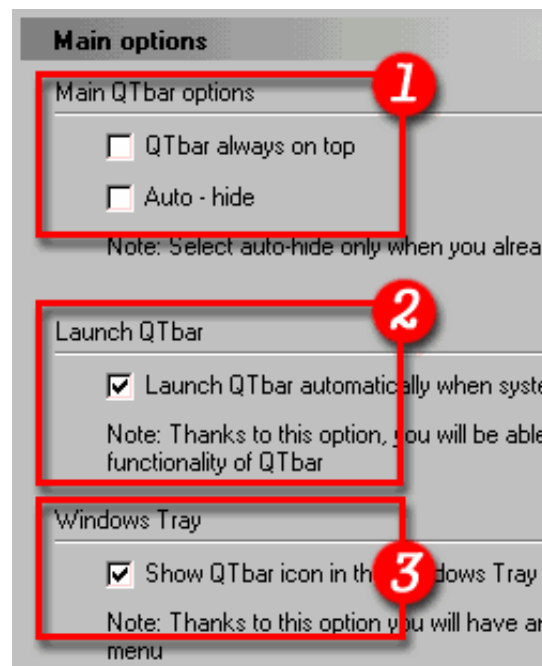 Main options
1
Main QTbar options
QTbar always on top
Auto - hide
Note: Select auto-hide only when you alrea
2
Launch QTbar
Launch QTbar automatically when syste
Note: Thanks to this option, you will be able
functionality of QTbar
Windows Tray
3
Show QTbar icon in th dows Tray
Note: Thanks to this option you will have an
menu